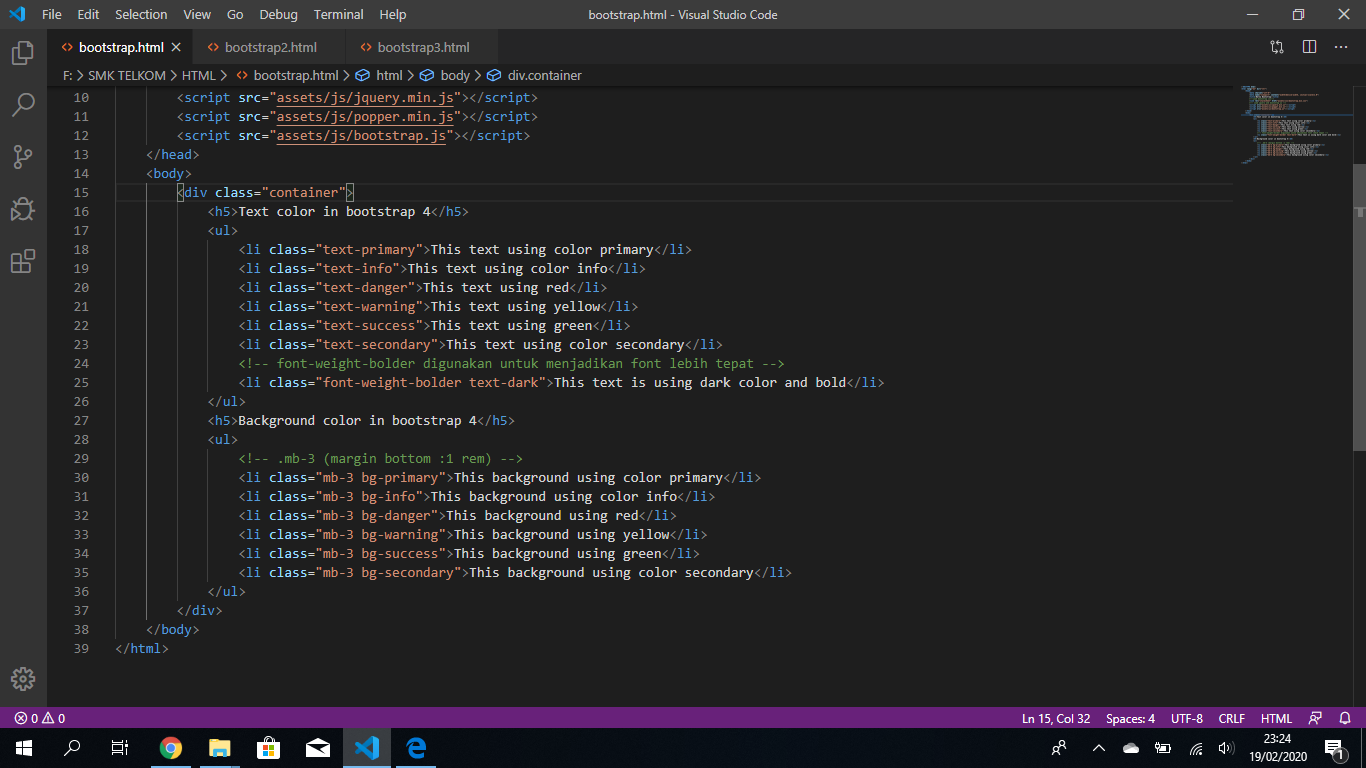 File Edit Selection View Go Debug Terminal Help bootstrap.html - Visual Studio Code
bootstrap.html bootstrap2.html bootstrap3.html
F: > SMK TELKOM > HTML > bootstrap.html > html > body > div.container
10 <script src="assets/js/jquery.min.js"></script>
11 <script src="assets/js/popper.min.js"></script>
12 <script src="assets/js/bootstrap.js"></script>
13 </head>
14 <body>
15 <div class="container">
16 <h5>Text color in bootstrap 4</h5>
17 <ul>
18 <li class="text-primary">This text using color primary</li>
19 <li class="text-info">This text using color info</li>
20 <li class="text-danger">This text using red</li>
21 <li class="text-warning">This text using yellow</li>
22 <li class="text-success">This text using green</li>
23 <li class="text-secondary">This text using color secondary</li>
24 <!-- font-weight-bolder digunakan untuk menjadikan font lebih tepat -->
25 <li class="font-weight-bolder text-dark">This text is using dark color and bold</li>
26 </ul>
27 <h5>Background color in bootstrap 4</h5>
28 <ul>
29 <!-- .mb-3 (margin bottom :1 rem) -->
30 <li class="mb-3 bg-primary">This background using color primary</li>
31 <li class="mb-3 bg-info">This background using color info</li>
32 <li class="mb-3 bg-danger">This background using red</li>
33 <li class="mb-3 bg-warning">This background using yellow</li>
34 <li class="mb-3 bg-success">This background using green</li>
35 <li class="mb-3 bg-secondary">This background using color secondary</li>
36 </ul>
37 </div>
38 </body>
39 </html>
0 0 Ln 15, Col 32 Spaces: 4 UTF-8 CRLF HTML
23:24
19/02/2020
1